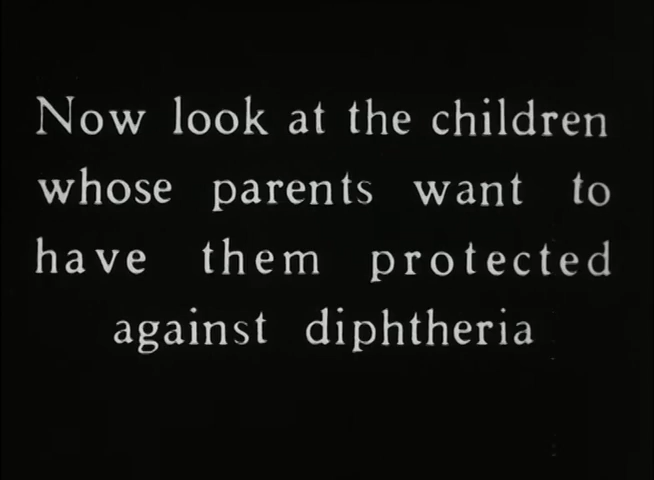 Now look at the children
whose parents want to
have them protected
against diphtheria